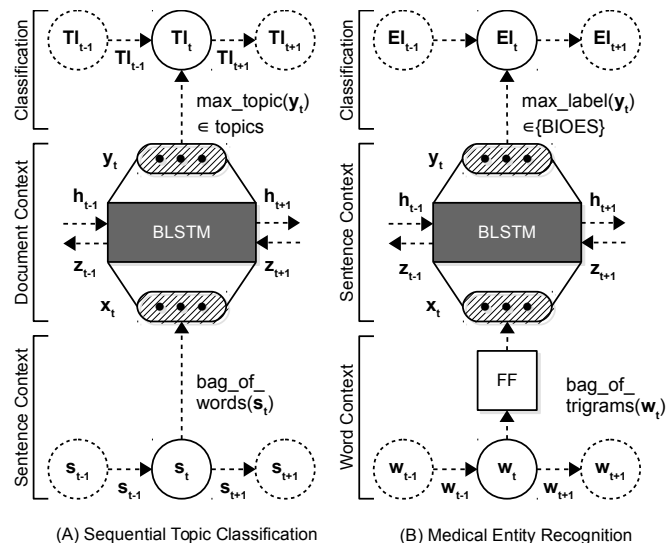 Classification
TI_t-1
TI_t
TI_t+1
TI_t-1
TI_t+1
max_topic(y_t)
∈ topics
Document Context
y_t
h_t-1
h_t+1
BLSTM
z_t-1
z_t+1
x_t
Sentence Context
bag_of_
words(s_t)
s_t-1
s_t
s_t+1
s_t-1
s_t+1
(A) Sequential Topic Classification
Classification
EI_t-1
EI_t
EI_t+1
max_label(y_t)
∈{BIOES}
Sentence Context
y_t
h_t-1
h_t+1
BLSTM
z_t-1
z_t+1
x_t
Word Context
FF
bag_of_
trigrams(w_t)
w_t-1
w_t
w_t+1
w_t-1
w_t+1
(B) Medical Entity Recognition